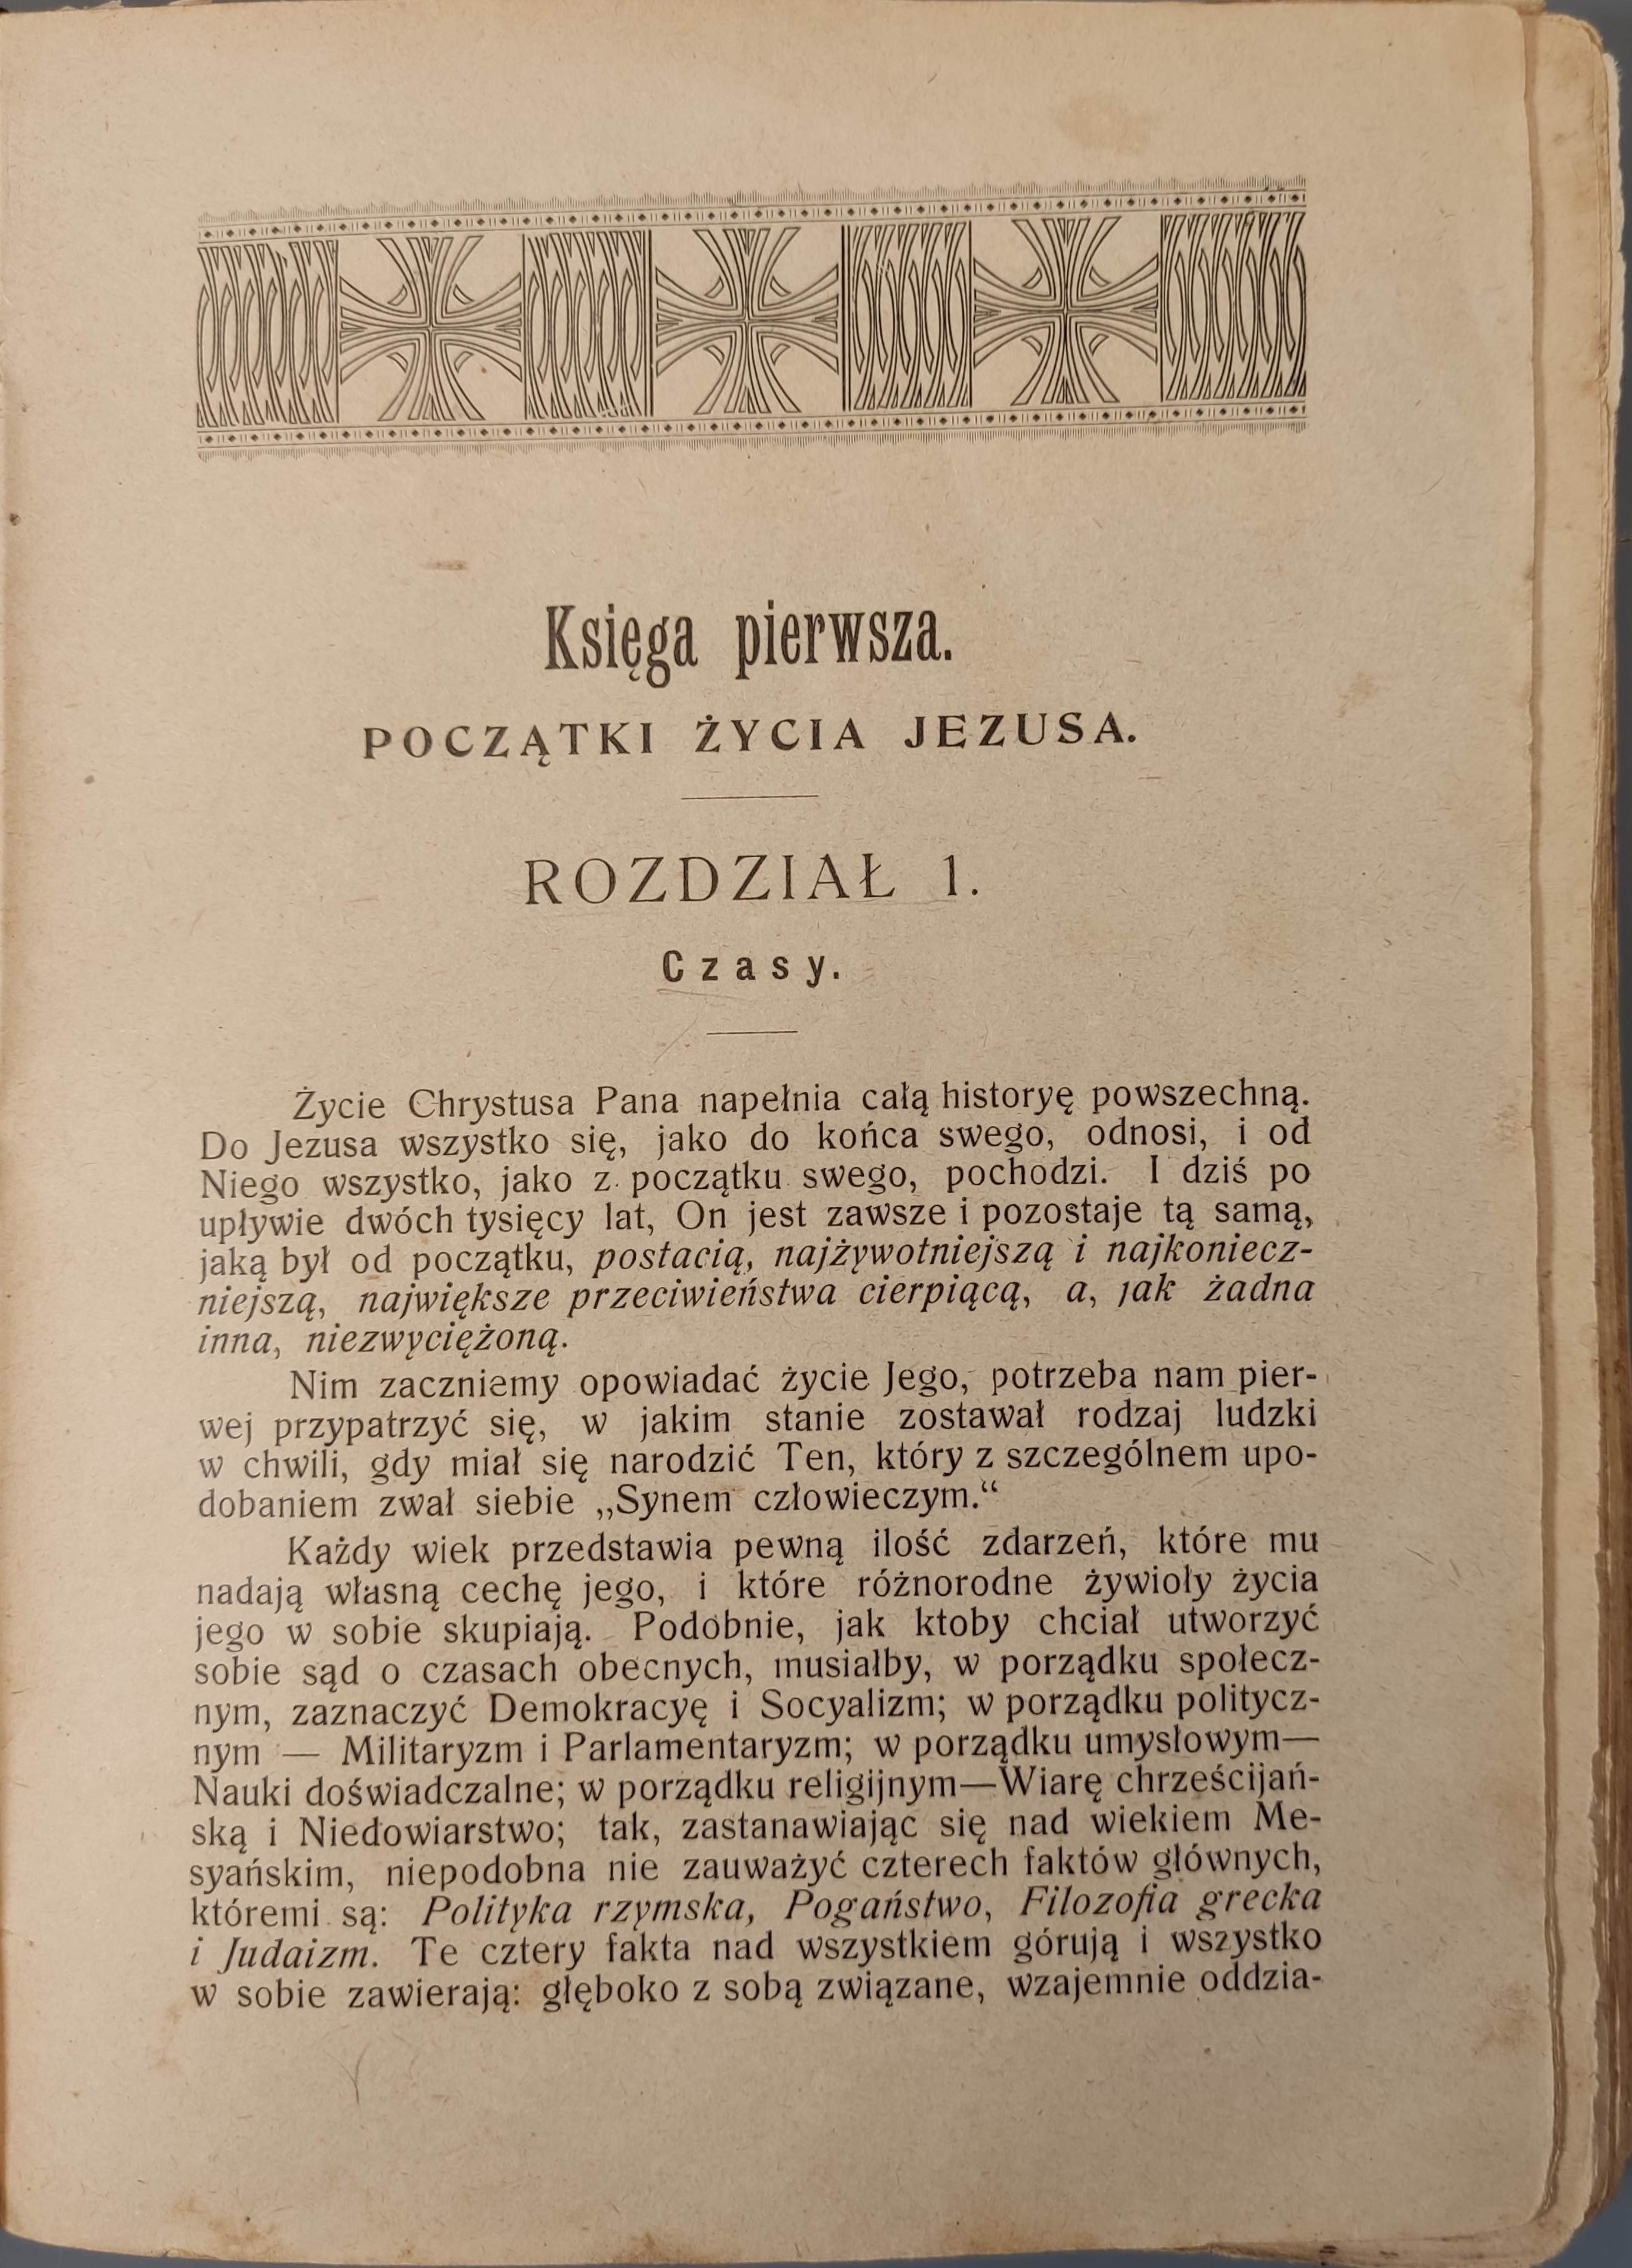 Księga pierwsza.
POCZĄTKI ŻYCIA JEZUSA.
ROZDZIAŁ 1.
Czasy.
Życie Chrystusa Pana napełnia całą historyę powszechną.
Do Jezusa wszystko się, jako do końca swego, odnosi, i od
Niego wszystko, jako z początku swego, pochodzi. I dziś po
upływie dwóch tysięcy lat, On jest zawsze i pozostaje tą samą,
jaką był od początku, postacią, najżywotniejszą i najkoniecz-
niejszą, największe przeciwieństwa cierpiącą, a, jak żadna
inna, niezwyciężoną.
Nim zaczniemy opowiadać życie Jego, potrzeba nam pier-
wej przypatrzyć się, w jakim stanie zostawał rodzaj ludzki
w chwili, gdy miał się narodzić Ten, który z szczególnem upo-
dobaniem zwał siebie „Synem człowieczym.“
Każdy wiek przedstawia pewną ilość zdarzeń, które mu
nadają własną cechę jego, i które różnorodne żywioły życia
jego w sobie skupiają. Podobnie, jak ktoby chciał utworzyć
sobie sąd o czasach obecnych, musiałby, w porządku społecz-
nym, zaznaczyć Demokracyę i Socyalizm; w porządku politycz-
nym — Militaryzm i Parlamentaryzm; w porządku umysłowym—
Nauki doświadczalne; w porządku religijnym—Wiarę chrześcijań-
ską i Niedowiarstwo; tak, zastanawiając się nad wiekiem Me-
syańskim, niepodobna nie zauważyć czterech faktów głównych,
któremi są: Polityka rzymska, Pogaństwo, Filozofia grecka
i Judaizm. Te cztery fakta nad wszystkiem górują i wszystko
w sobie zawierają: głęboko z sobą związane, wzajemnie oddzia-